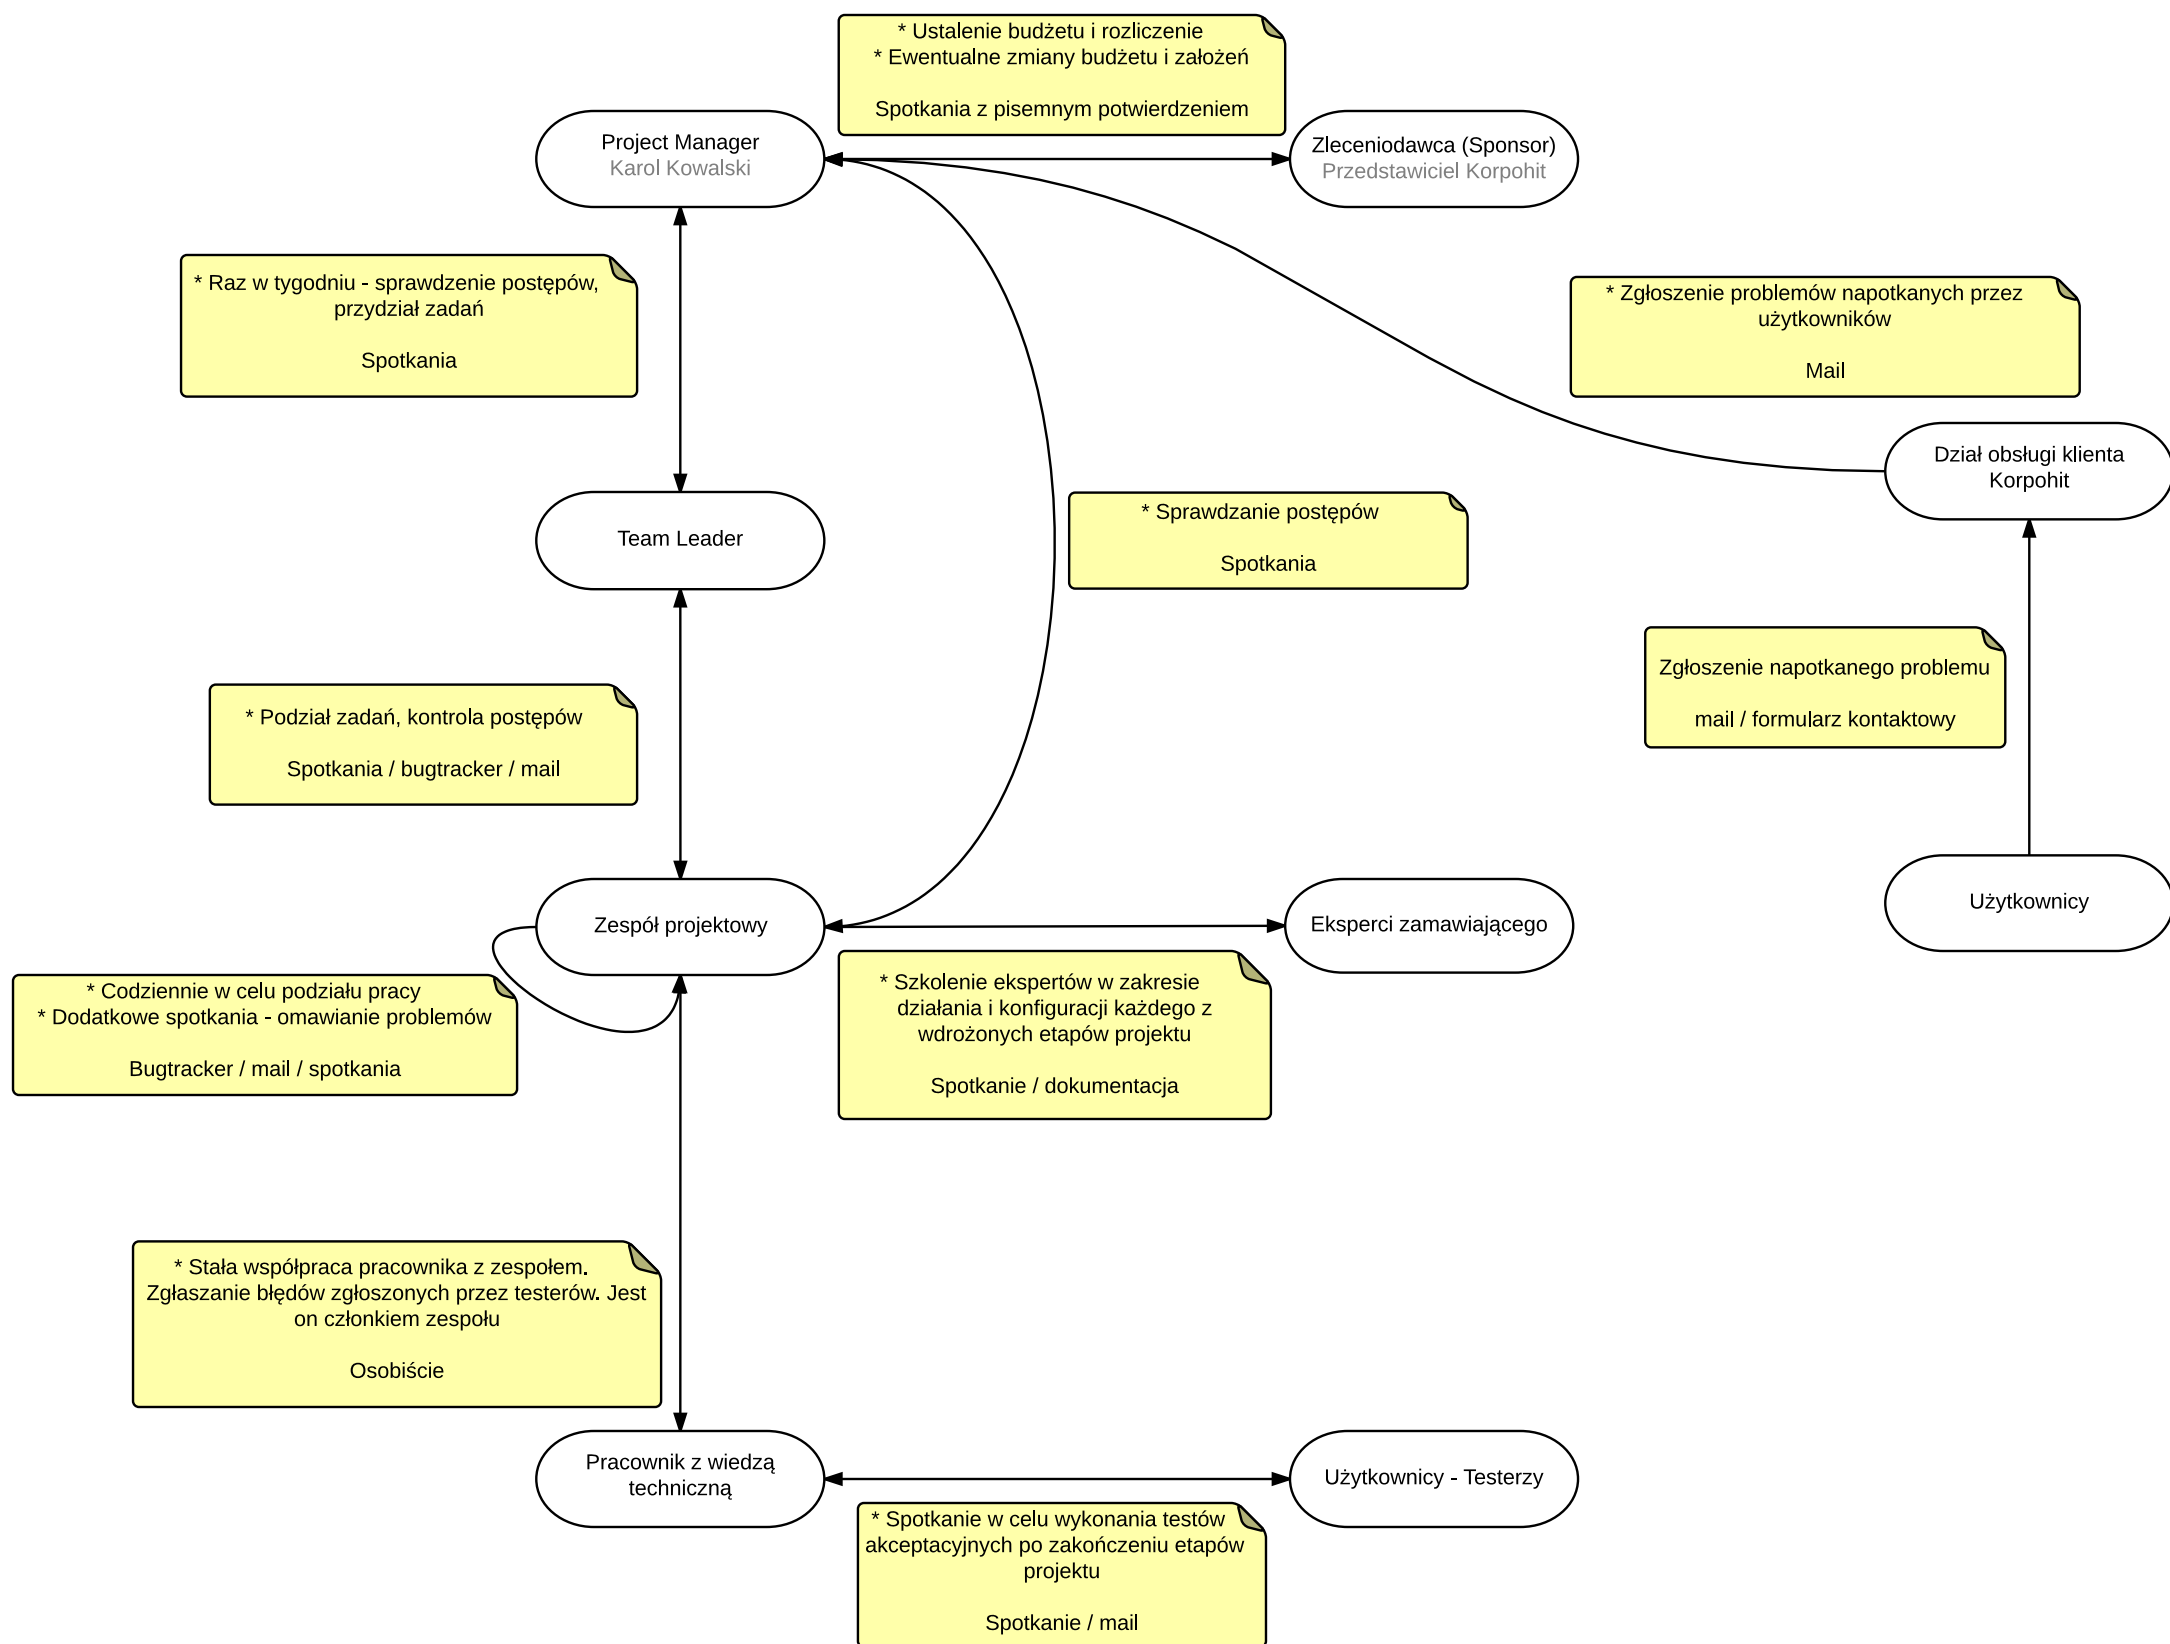 * Ustalenie budżetu i rozliczenie
* Ewentualne zmiany budżetu i założeń
Spotkania z pisemnym potwierdzeniem
Project Manager
Karol Kowalski
Zleceniodawca (Sponsor)
Przedstawiciel Korpohit
* Raz w tygodniu - sprawdzenie postępów,
przydział zadań
Spotkania
* Zgłoszenie problemów napotkanych przez
użytkowników
Mail
Dział obsługi klienta
Korpohit
* Sprawdzanie postępów
Spotkania
Team Leader
Zgłoszenie napotkanego problemu
mail / formularz kontaktowy
* Podział zadań, kontrola postępów
Spotkania / bugtracker / mail
Zespół projektowy
Eksperci zamawiającego
Użytkownicy
* Codziennie w celu podziału pracy
* Dodatkowe spotkania - omawianie problemów
Bugtracker / mail / spotkania
* Szkolenie ekspertów w zakresie
działania i konfiguracji każdego z
wdrożonych etapów projektu
Spotkanie / dokumentacja
* Stała współpraca pracownika z zespołem.
Zgłaszanie błędów zgłoszonych przez testerów. Jest
on członkiem zespołu
Osobiście
Pracownik z wiedzą
techniczną
Użytkownicy - Testerzy
* Spotkanie w celu wykonania testów
akceptacyjnych po zakończeniu etapów
projektu
Spotkanie / mail